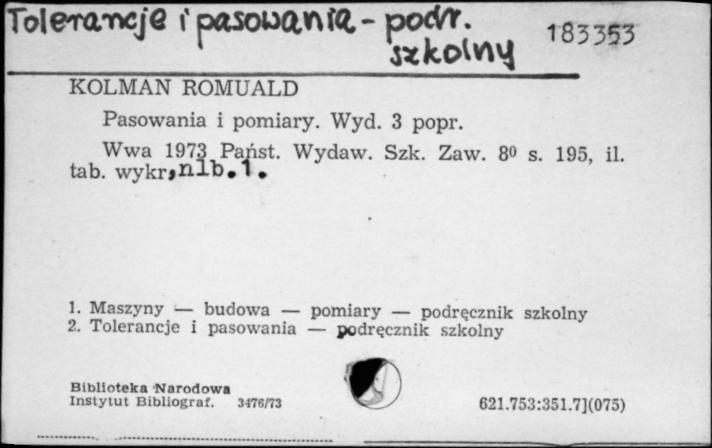 Tolerancje i pasowania - podr.
szkolny
183353
KOLMAN ROMUALD
Pasowania i pomiary. Wyd. 3 popr.
Wwa 1973 Państ. Wydaw. Szk. Zaw. 8⁰ s. 195, il.
tab. wykr, nlb. 1.
1. Maszyny — budowa — pomiary — podręcznik szkolny
2. Tolerancje i pasowania — podręcznik szkolny
Biblioteka Narodowa
Instytut Bibliograf. 3476/73
621.753:351.7](075)